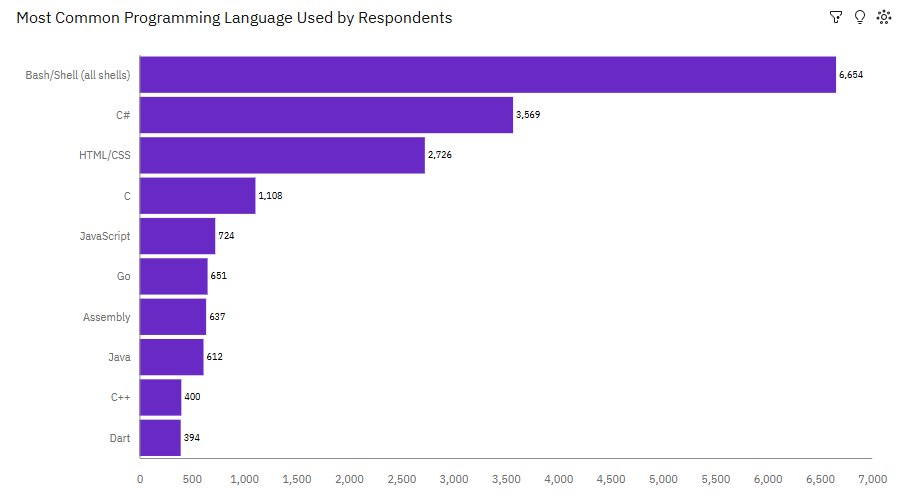 Most Common Programming Language Used by Respondents
Bash/Shell (all shells) 6,654
C# 3,569
HTML/CSS 2,726
C 1,108
JavaScript 724
Go 651
Assembly 637
Java 612
C++ 400
Dart 394
0 500 1,000 1,500 2,000 2,500 3,000 3,500 4,000 4,500 5,000 5,500 6,000 6,500 7,000